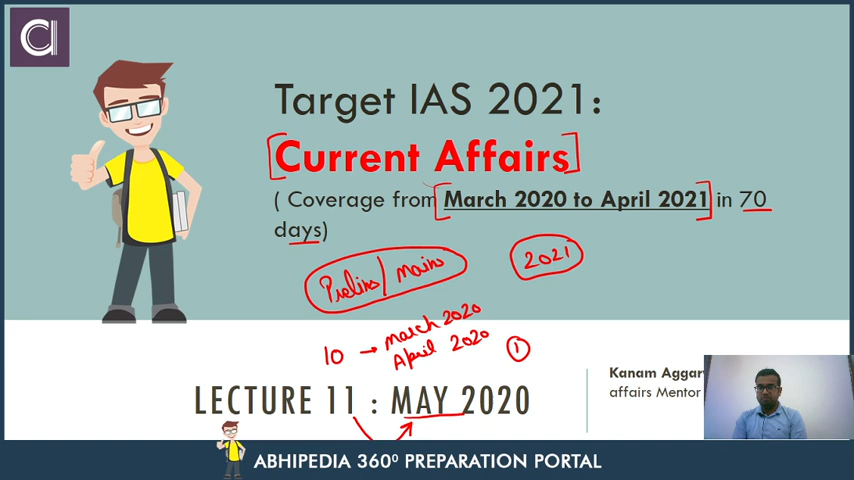 Target IAS 2021:
Current Affairs
( Coverage from March 2020 to April 2021 in 70
days)
Prelims/mains
2021
10 → march 2020
April 2020
1
LECTURE 11 : MAY 2020
Kanam Aggar
affairs Mentor
ABHIPEDIA 360⁰ PREPARATION PORTAL